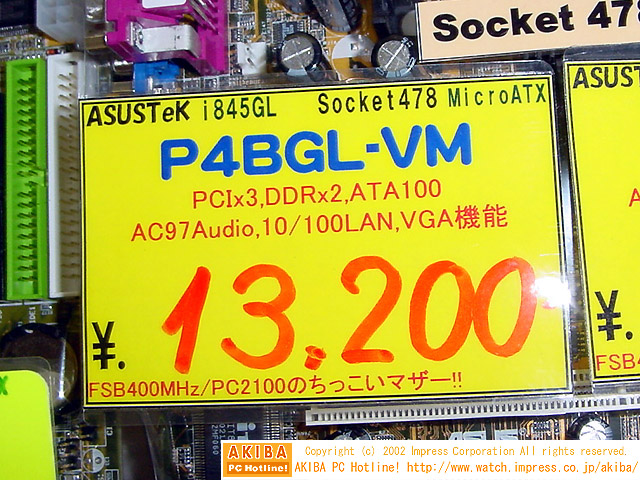 Socket 478
ASUSTeK i845GL Socket478 MicroATX
P4BGL-VM
PCIx3,DDRx2,ATA100
AC97Audio,10/100LAN,VGA機能
¥. 13,200
FSB400MHz/PC2100のちっこいマザー!!
ASUST
¥.
FSB4
AKIBA
PC Hotline!
Copyright (c) 2002 Impress Corporation All rights reserved.
AKIBA PC Hotline! http://www.watch.impress.co.jp/akiba/